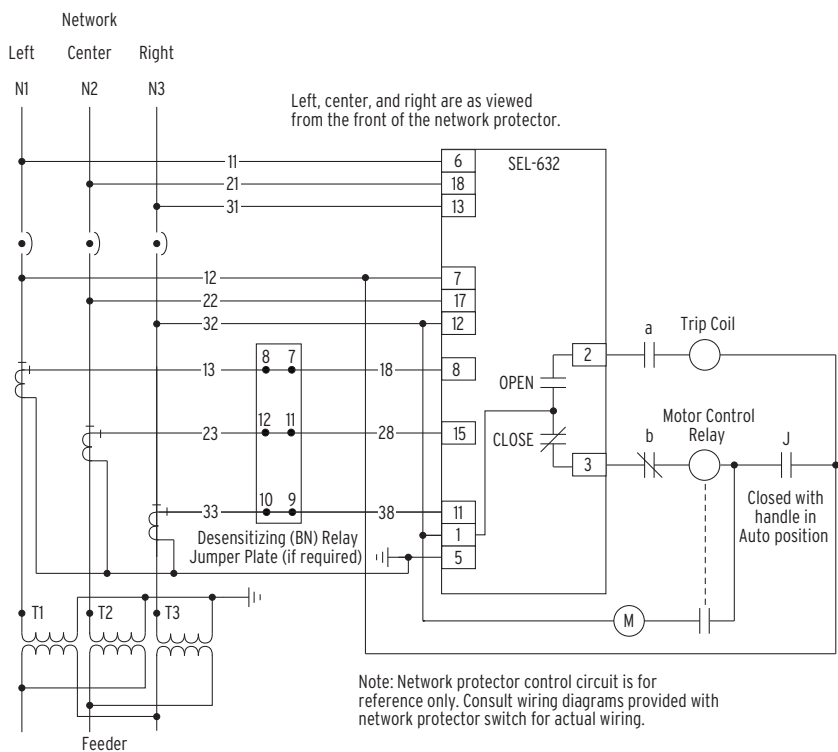 Network
Left Center Right
N1 N2 N3
Left, center, and right are as viewed
from the front of the network protector.
SEL-632
11 6
21 18
31 13
12 7
22 17
32 12
13 8 7 18 8
23 12 11 28 15
33 10 9 38 11
1
5
OPEN
CLOSE
2
3
a Trip Coil
b Motor Control
Relay
J
Closed with
handle in
Auto position
Desensitizing (BN) Relay
Jumper Plate (if required)
M
T1 T2 T3
Note: Network protector control circuit is for
reference only. Consult wiring diagrams provided with
network protector switch for actual wiring.
Feeder